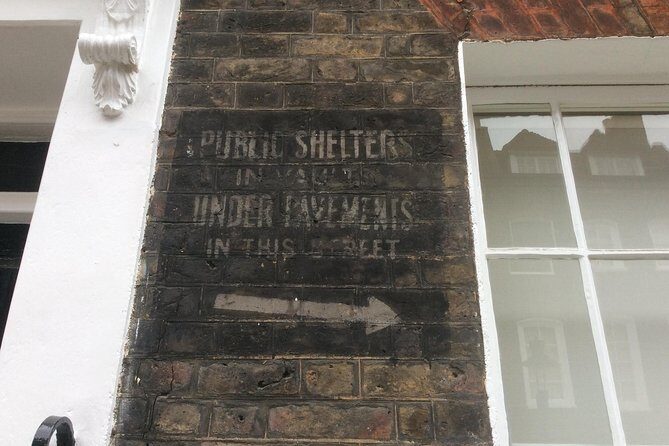 PUBLIC SHELTERS
IN VAULTS
UNDER PAVEMENTS
IN THIS STREET